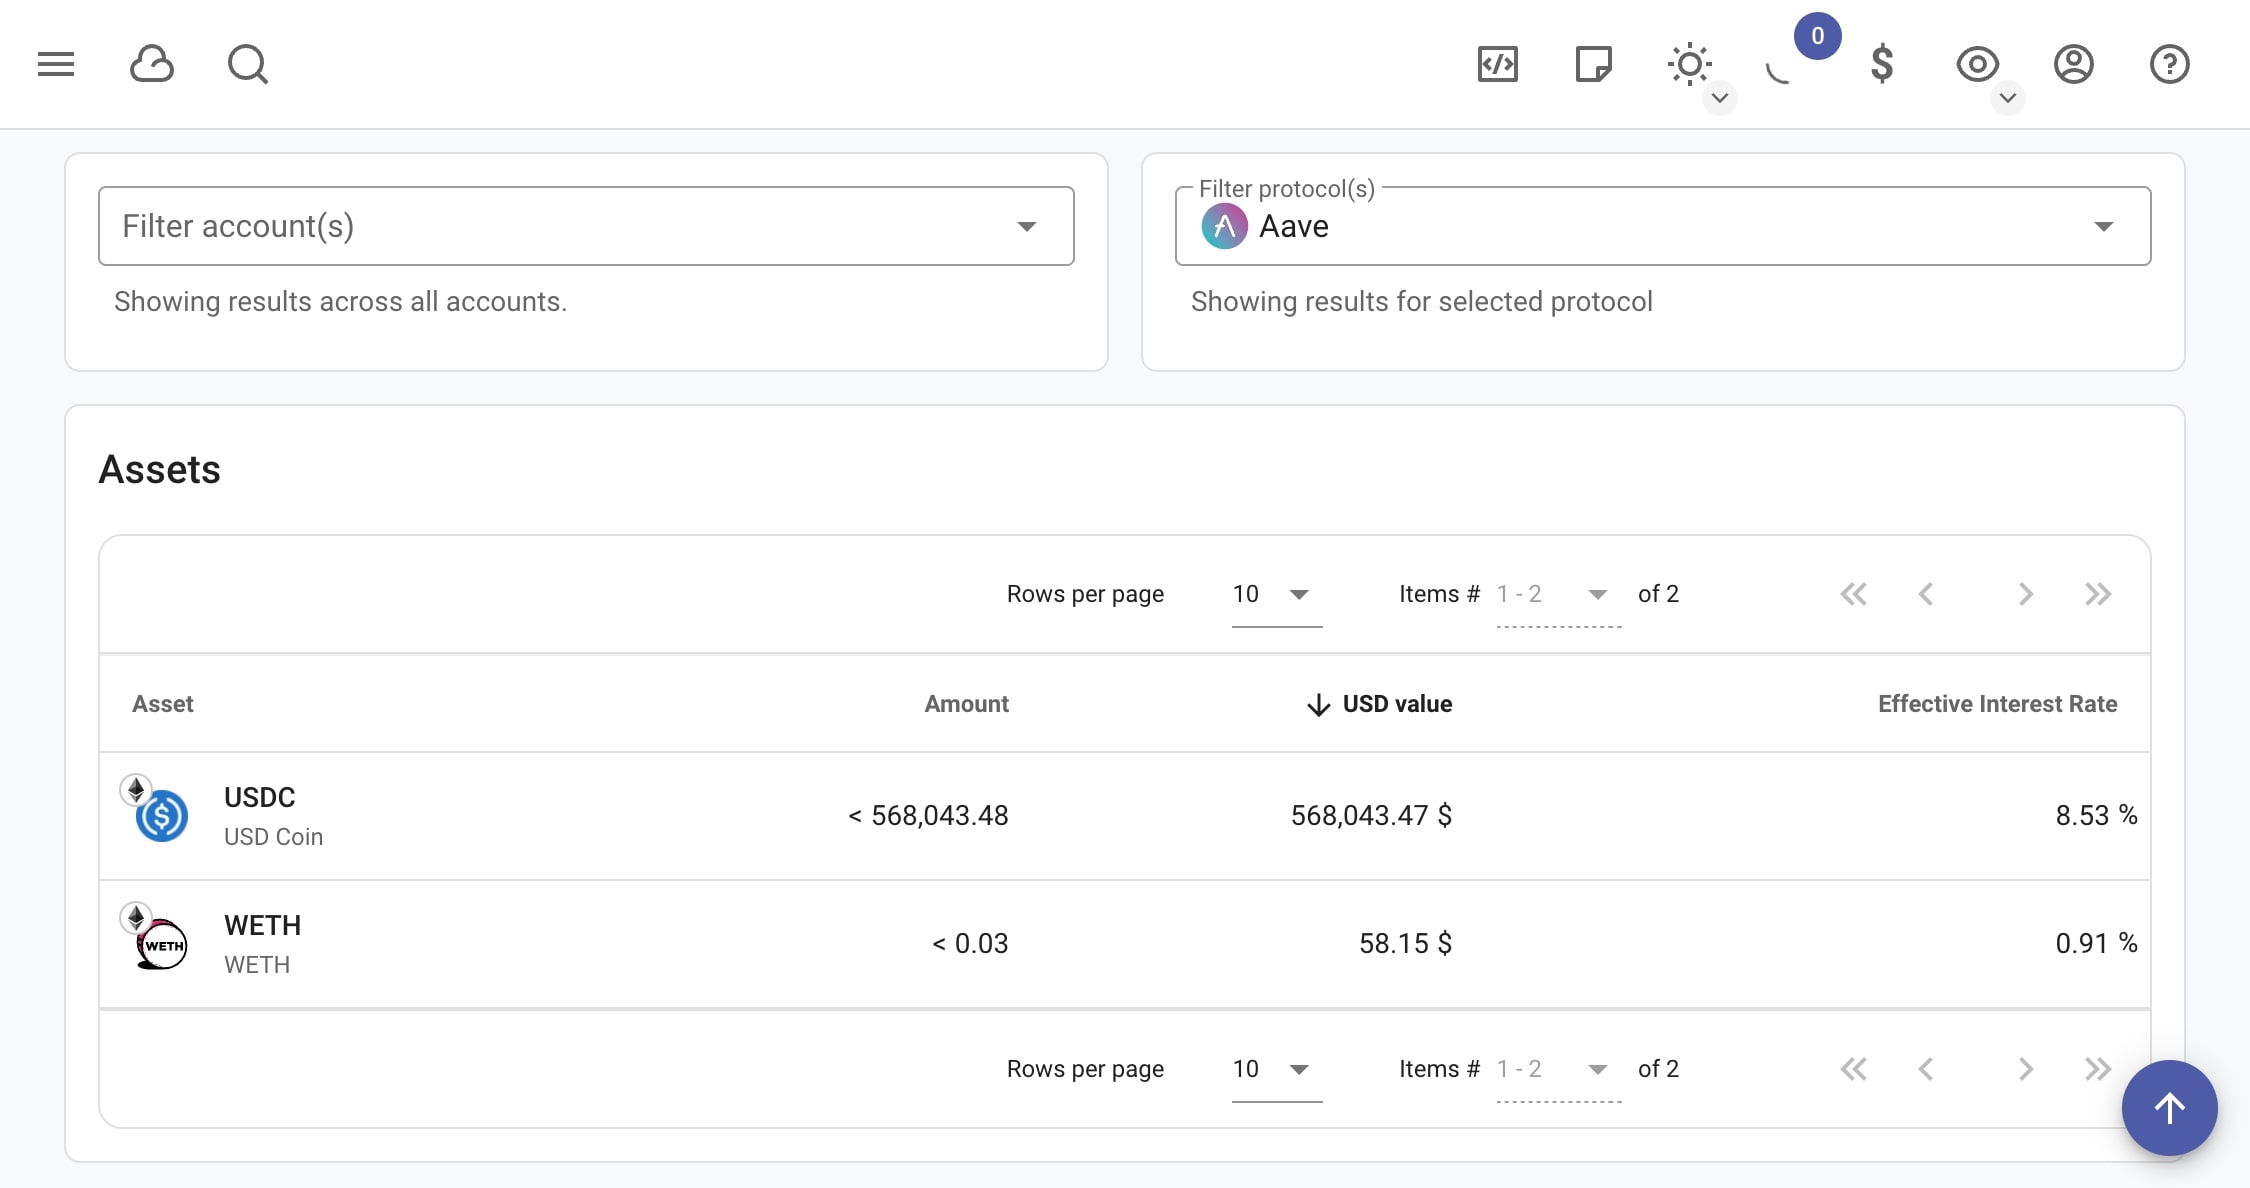 0
Filter account(s)
Showing results across all accounts.
Filter protocol(s)
Aave
Showing results for selected protocol
Assets
Rows per page 10 Items # 1 - 2 of 2
Asset Amount USD value Effective Interest Rate
USDC
USD Coin
< 568,043.48 568,043.47 $ 8.53 %
WETH
WETH
WETH
< 0.03 58.15 $ 0.91 %
Rows per page 10 Items # 1 - 2 of 2